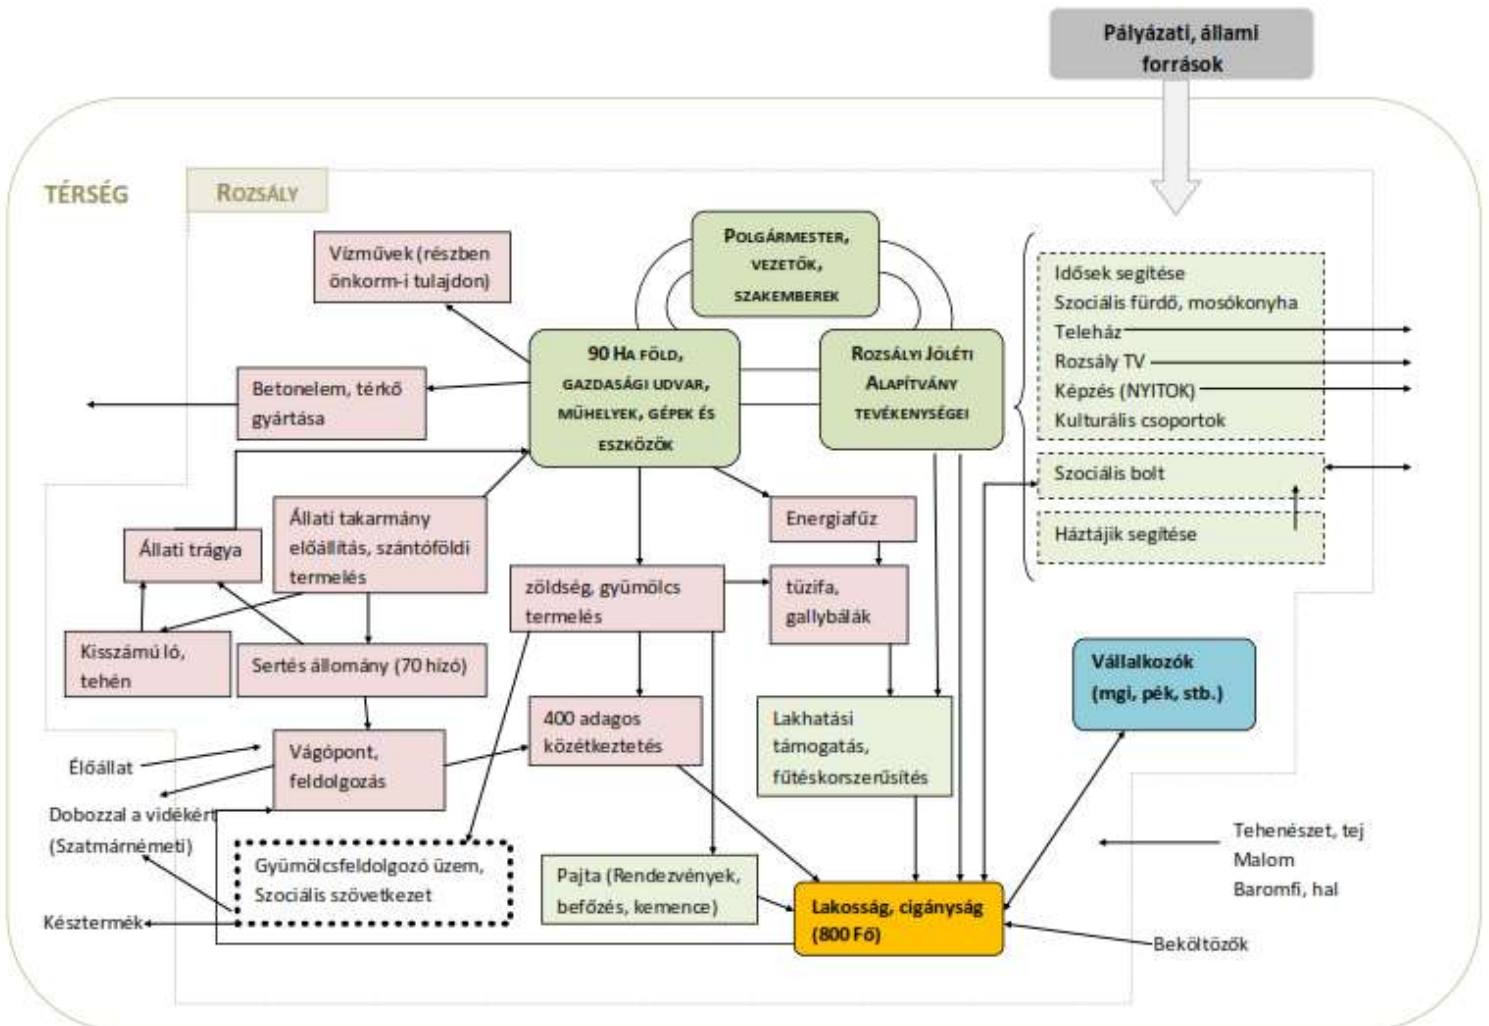 Pályázati, állami
források
TÉRSÉG
ROZSÁLY
POLGÁRMESTER,
VEZETŐK,
SZAKEMBEREK
Vízművek (részben
önkorm-i tulajdon)
90 HA FÖLD,
GAZDASÁGI UDVAR,
MŰHELYEK, GÉPEK ÉS
ESZKÖZÖK
ROZSÁLYI JÓLÉTI
ALAPÍTVÁNY
TEVÉKENYSÉGEI
Idősek segítése
Szociális fürdő, mosókonyha
Teleház
Rozsály TV
Képzés (NYITOK)
Kulturális csoportok
Betonelem, térkő
gyártása
Szociális bolt
Háztájik segítése
Állati trágya
Állati takarmány
előállítás, szántóföldi
termelés
Energiafűz
zöldség, gyümölcs
termelés
tüzifa,
gallybálák
Kisszámú ló,
tehén
Sertés állomány (70 hízó)
Vállalkozók
(mgi, pék, stb.)
400 adagos
közétkeztetés
Lakhatási
támogatás,
fűtéskorszerűsítés
Vágópont,
feldolgozás
Élőállat
Dobozzal a vidékért
(Szatmárnémeti)
Gyümölcsfeldolgozó üzem,
Szociális szövetkezet
Pajta (Rendezvények,
befőzés, kemence)
Lakosság, cigányság
(800 Fő)
Tehenészet, tej
Malom
Baromfi, hal
Késztermék
Beköltözők